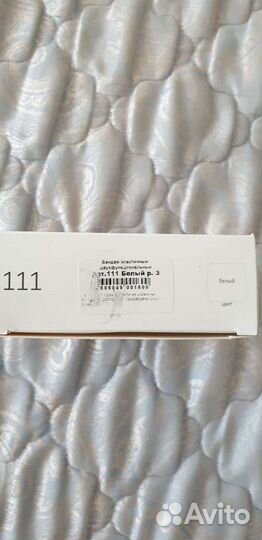 Бандаж эластичный
двухфункциональный
Арт.111 Белый р. 3
111
белый
цвет
Avito